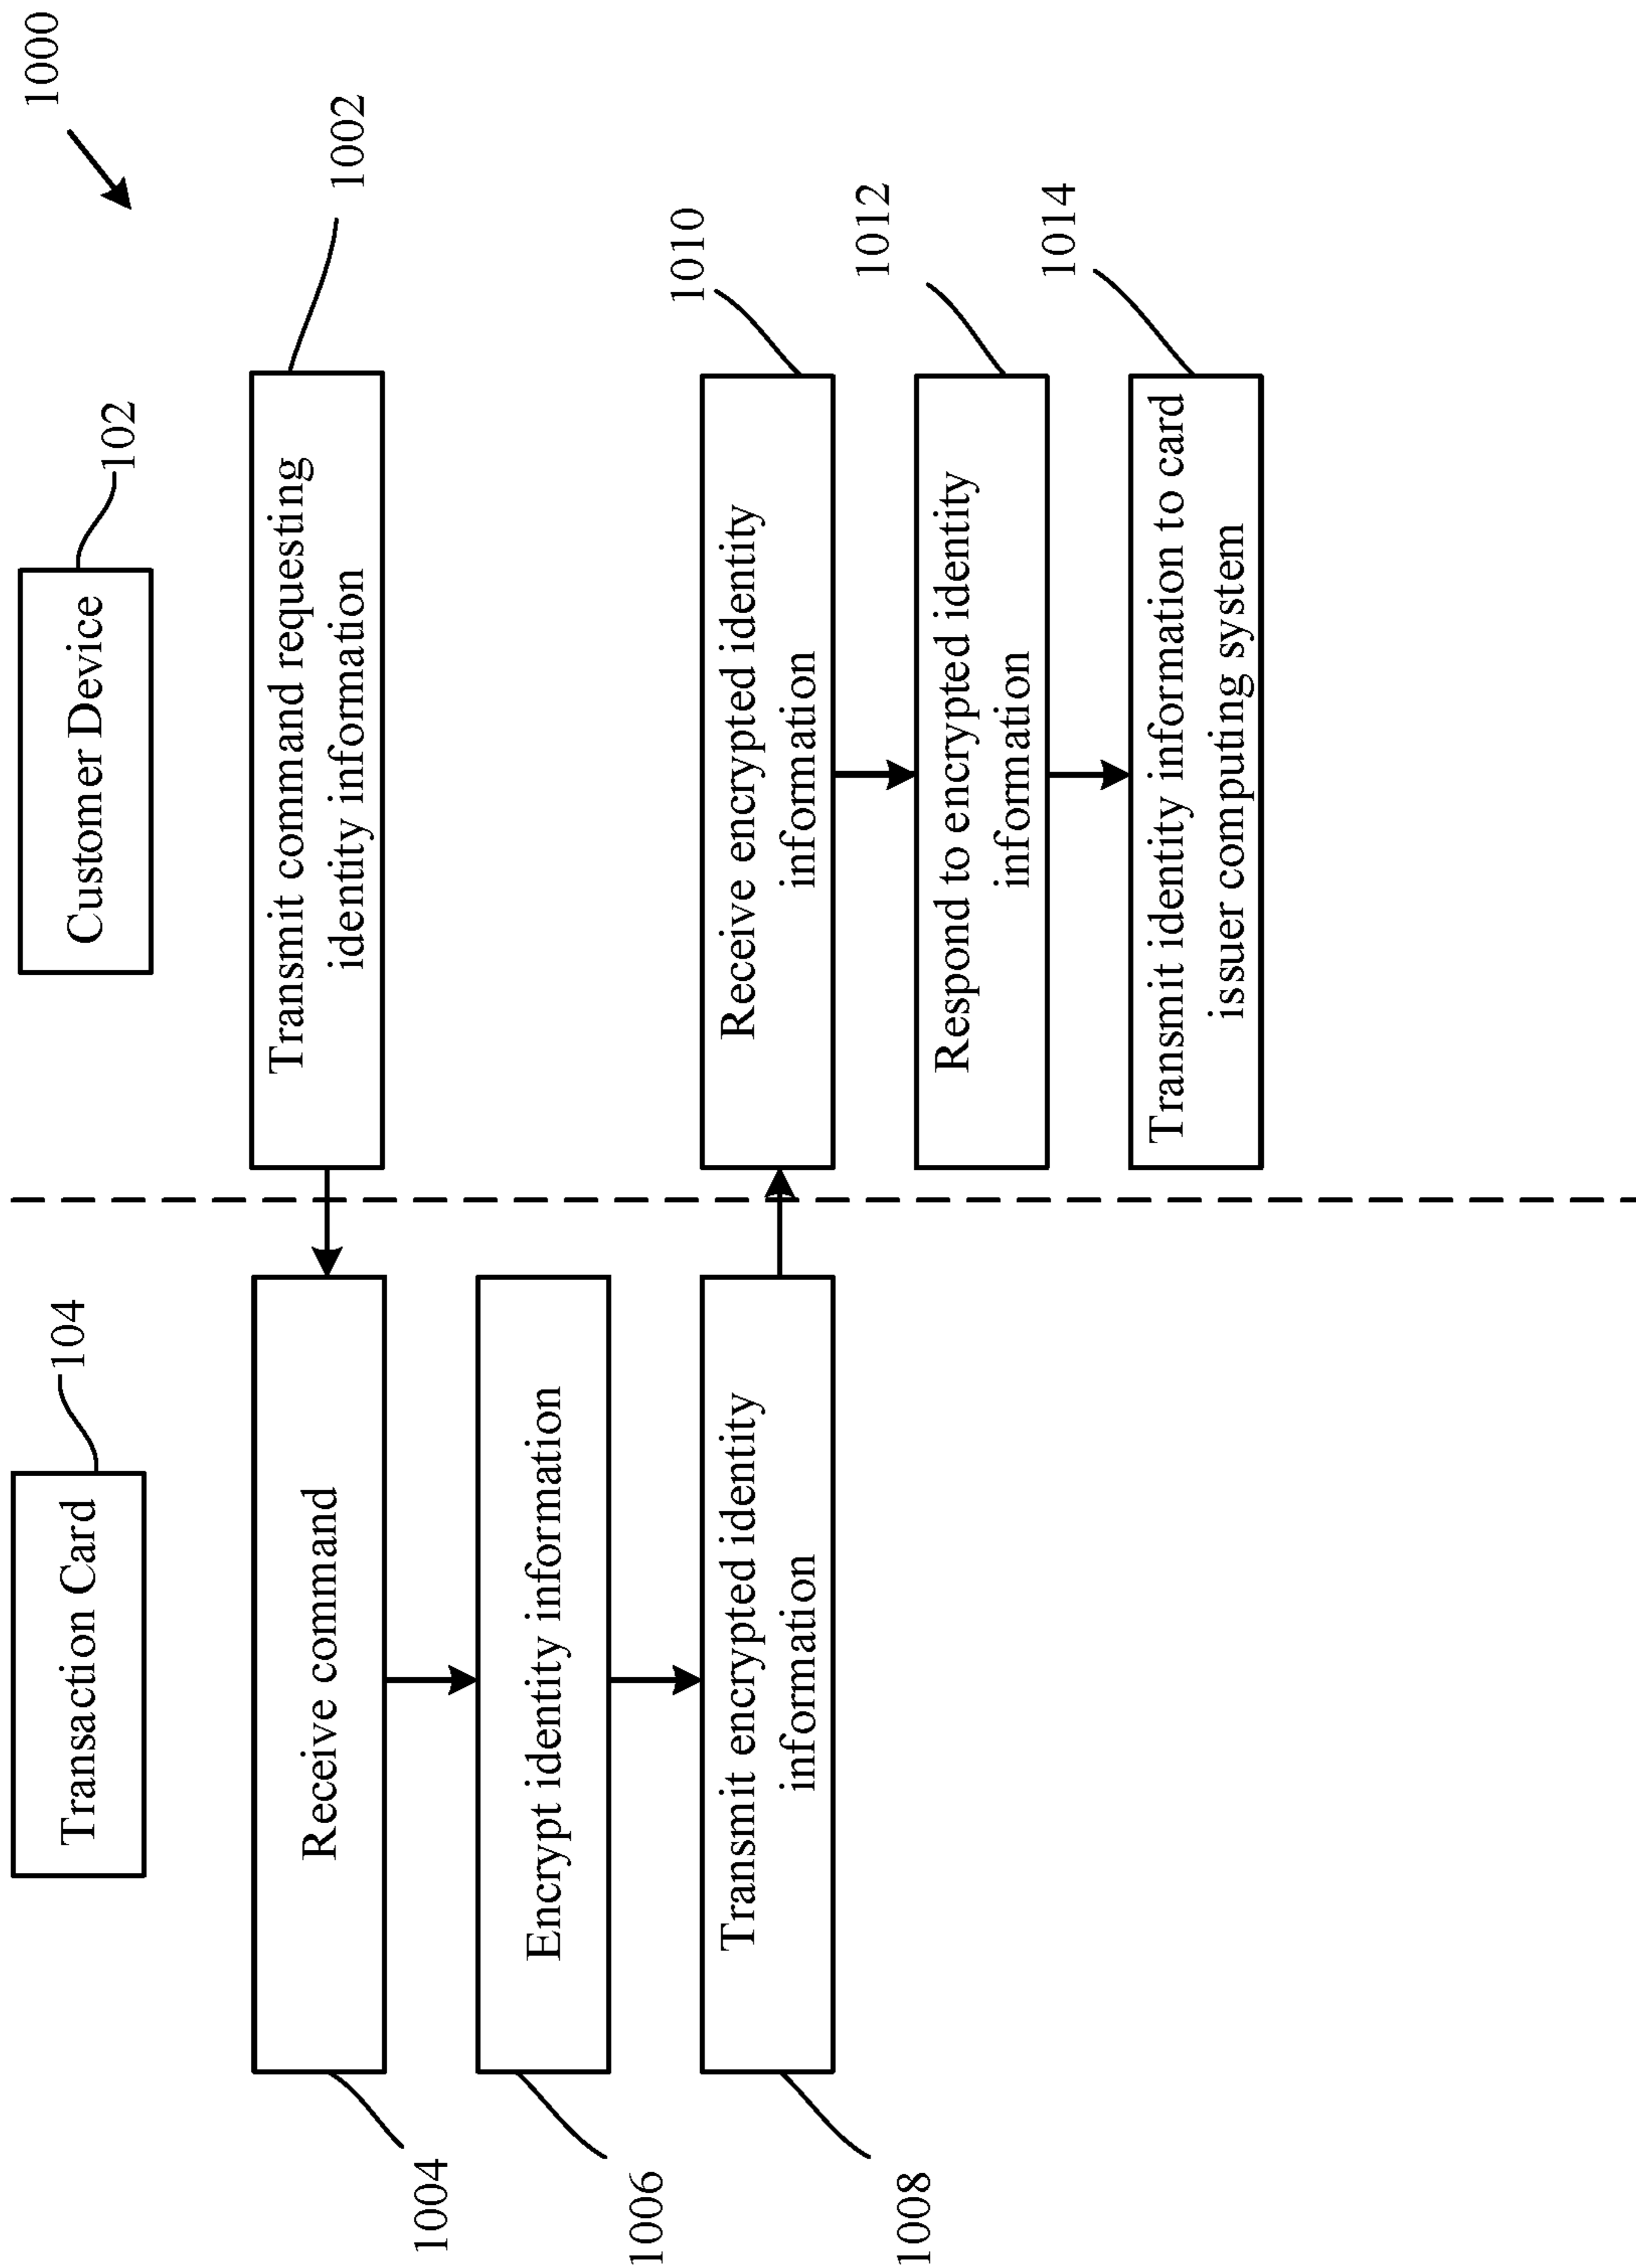 1000
Transaction Card
104
Customer Device
102
Transmit command requesting
identity information
1002
Receive command
1004
Encrypt identity information
1006
Transmit encrypted identity
information
1008
Receive encrypted identity
information
1010
Respond to encrypted identity
information
1012
Transmit identity information to card
issuer computing system
1014